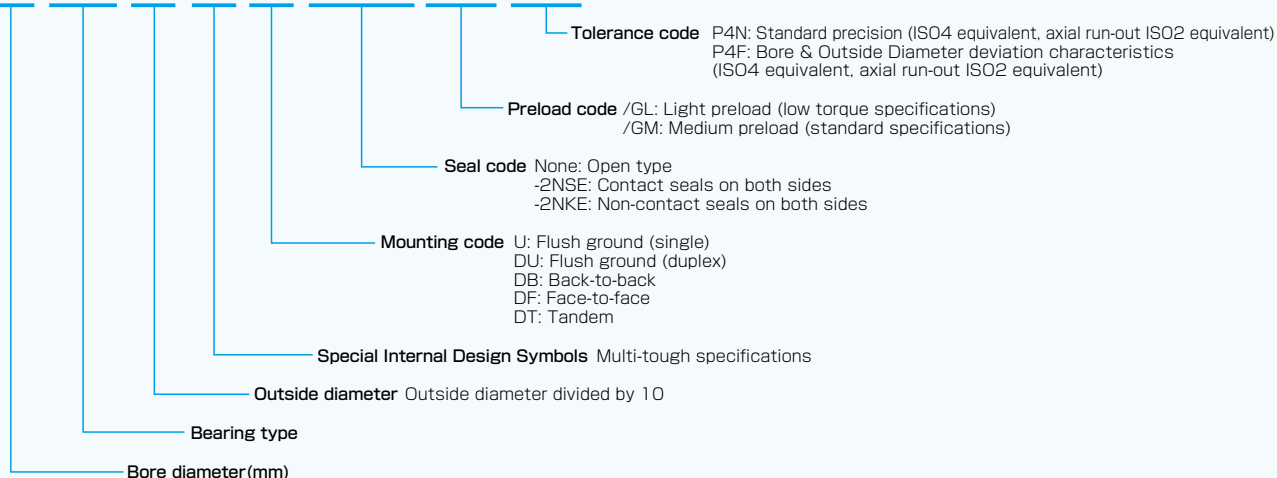 Tolerance code P4N: Standard precision (ISO4 equivalent, axial run-out ISO2 equivalent)
P4F: Bore & Outside Diameter deviation characteristics
(ISO4 equivalent, axial run-out ISO2 equivalent)
Preload code /GL: Light preload (low torque specifications)
/GM: Medium preload (standard specifications)
Seal code None: Open type
-2NSE: Contact seals on both sides
-2NKE: Non-contact seals on both sides
Mounting code U: Flush ground (single)
DU: Flush ground (duplex)
DB: Back-to-back
DF: Face-to-face
DT: Tandem
Special Internal Design Symbols Multi-tough specifications
Outside diameter Outside diameter divided by 10
Bearing type
Bore diameter(mm)